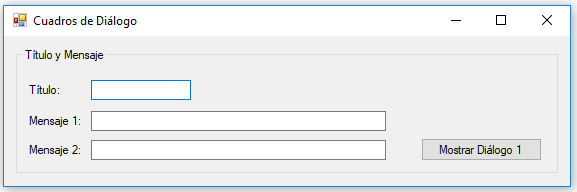 Cuadros de Diálogo
Título y Mensaje
Título:
Mensaje 1:
Mensaje 2:
Mostrar Diálogo 1